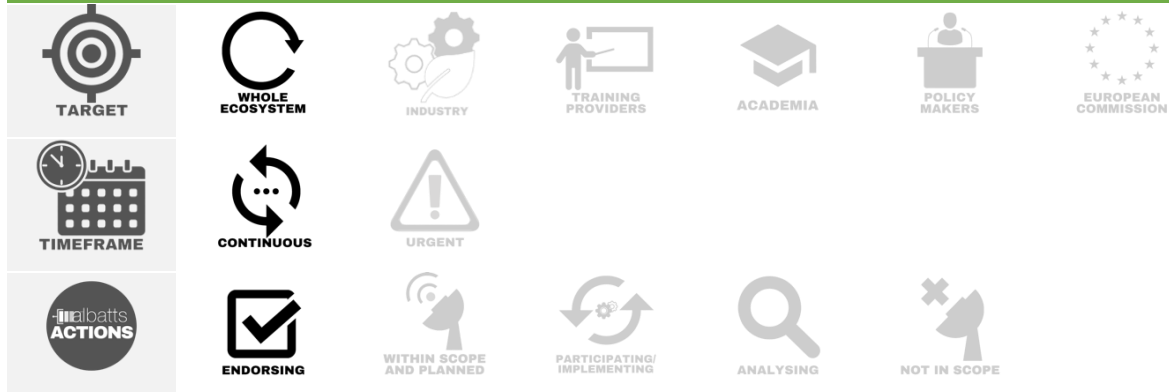 TARGET
WHOLE
ECOSYSTEM
INDUSTRY
TRAINING
PROVIDERS
ACADEMIA
POLICY
MAKERS
EUROPEAN
COMMISSION
TIMEFRAME
CONTINUOUS
URGENT
albatts
ACTIONS
ENDORSING
WITHIN SCOPE
AND PLANNED
PARTICIPATING/
IMPLEMENTING
ANALYSING
NOT IN SCOPE